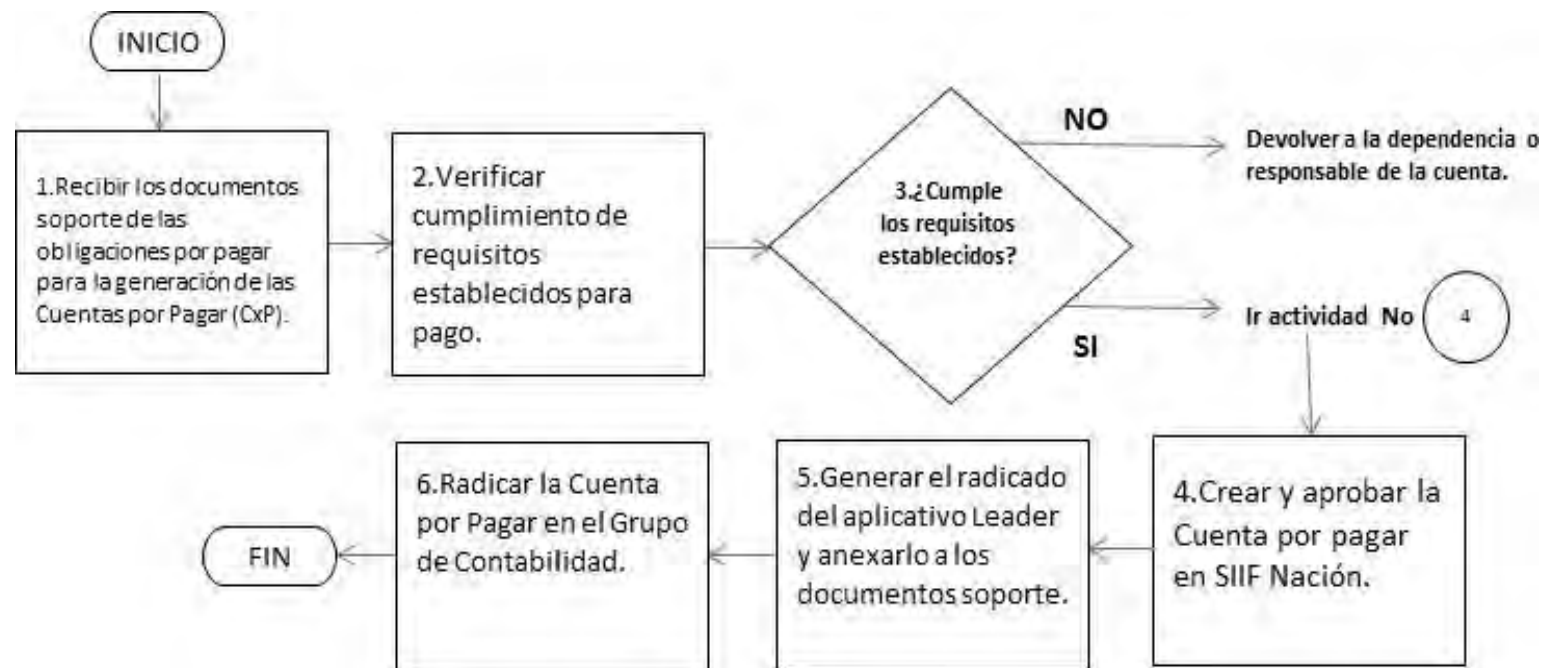 INICIO
1.Recibir los documentos
soporte de las
obligaciones por pagar
para la generación de las
Cuentas por Pagar (CxP).
2.Verificar
cumplimiento de
requisitos
establecidos para
pago.
3.¿Cumple
los requisitos
establecidos?
NO
Devolver a la dependencia o
responsable de la cuenta.
SI
Ir actividad No 4
4.Crear y aprobar la
Cuenta por pagar
en SIIF Nación.
5.Generar el radicado
del aplicativo Leader
y anexarlo a los
documentos soporte.
6.Radicar la Cuenta
por Pagar en el Grupo
de Contabilidad.
FIN